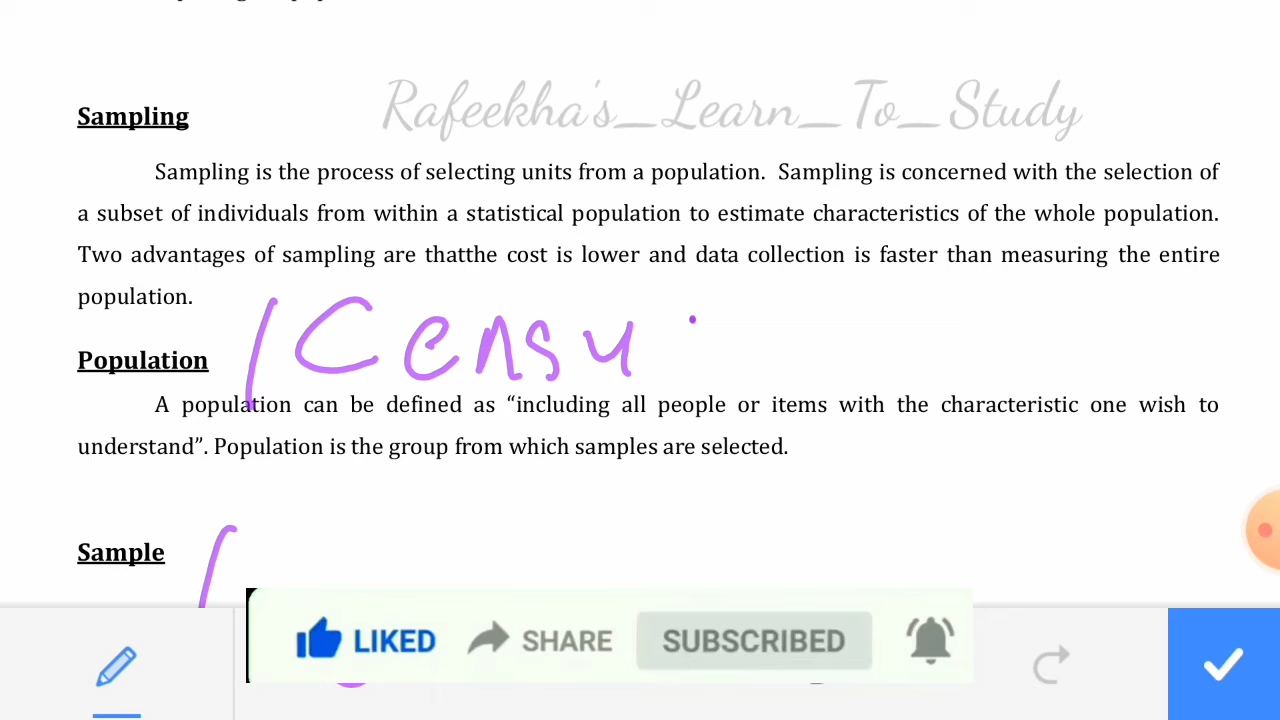 Rafeekha's_Learn_To_Study
Sampling
Sampling is the process of selecting units from a population. Sampling is concerned with the selection of
a subset of individuals from within a statistical population to estimate characteristics of the whole population.
Two advantages of sampling are thatthe cost is lower and data collection is faster than measuring the entire
population.
Population / Censu
A population can be defined as “including all people or items with the characteristic one wish to
understand”. Population is the group from which samples are selected.
Sample
LIKED SHARE SUBSCRIBED